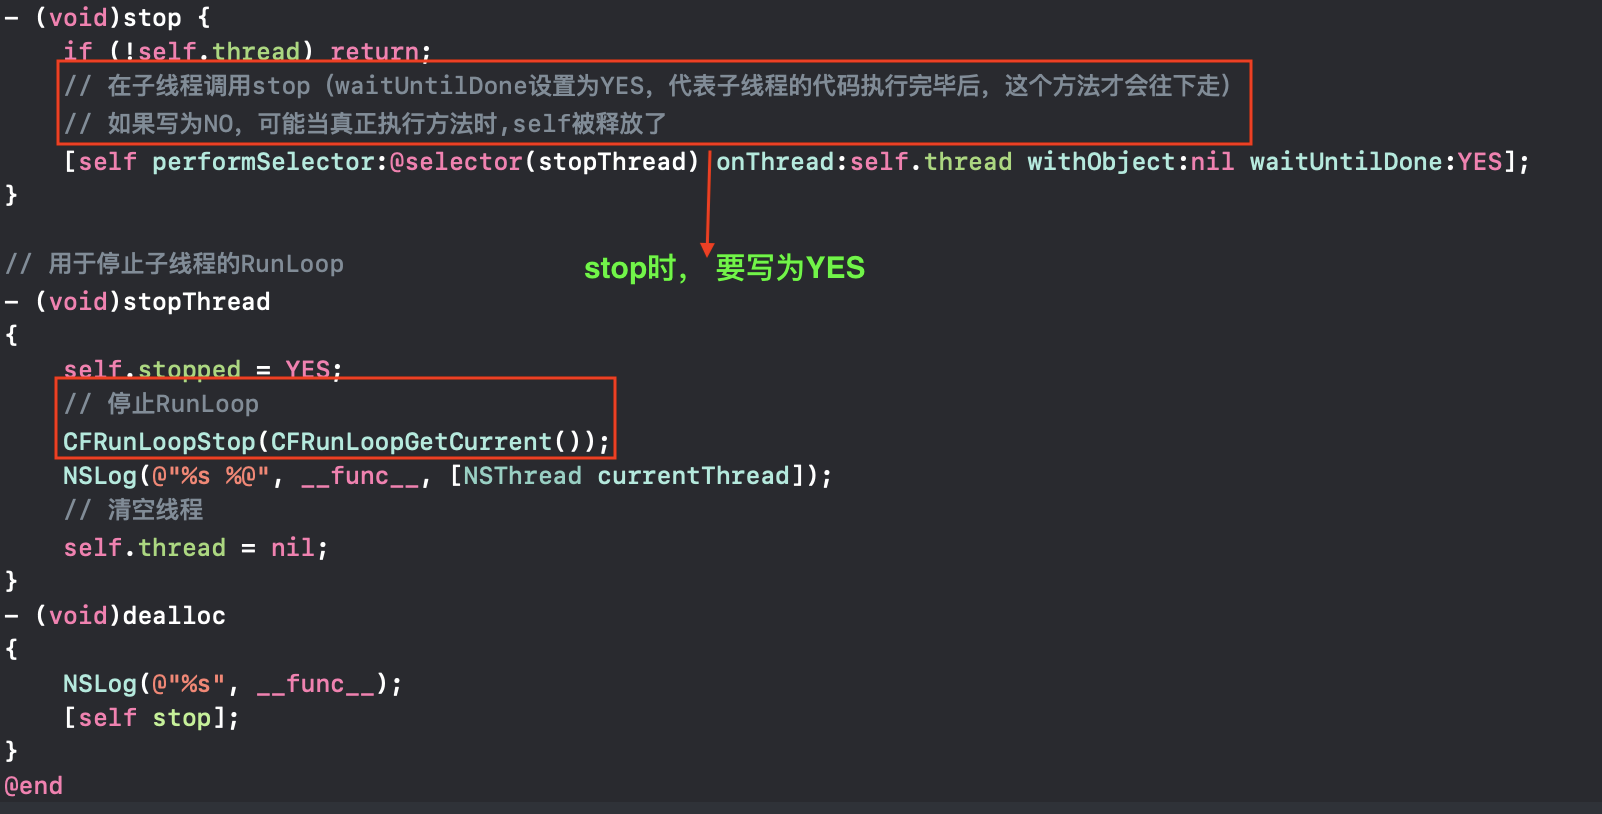 - (void)stop {
    if (!self.thread) return;
    // 在子线程调用stop（waitUntilDone设置为YES，代表子线程的代码执行完毕后，这个方法才会往下走）
    // 如果写为NO，可能当真正执行方法时,self被释放了
    [self performSelector:@selector(stopThread) onThread:self.thread withObject:nil waitUntilDone:YES];
}
// 用于停止子线程的RunLoop
stop时， 要写为YES
- (void)stopThread
{
    self.stopped = YES;
    // 停止RunLoop
    CFRunLoopStop(CFRunLoopGetCurrent());
    NSLog(@"%s %@", __func__, [NSThread currentThread]);
    // 清空线程
    self.thread = nil;
}
- (void)dealloc
{
    NSLog(@"%s", __func__);
    [self stop];
}
@end